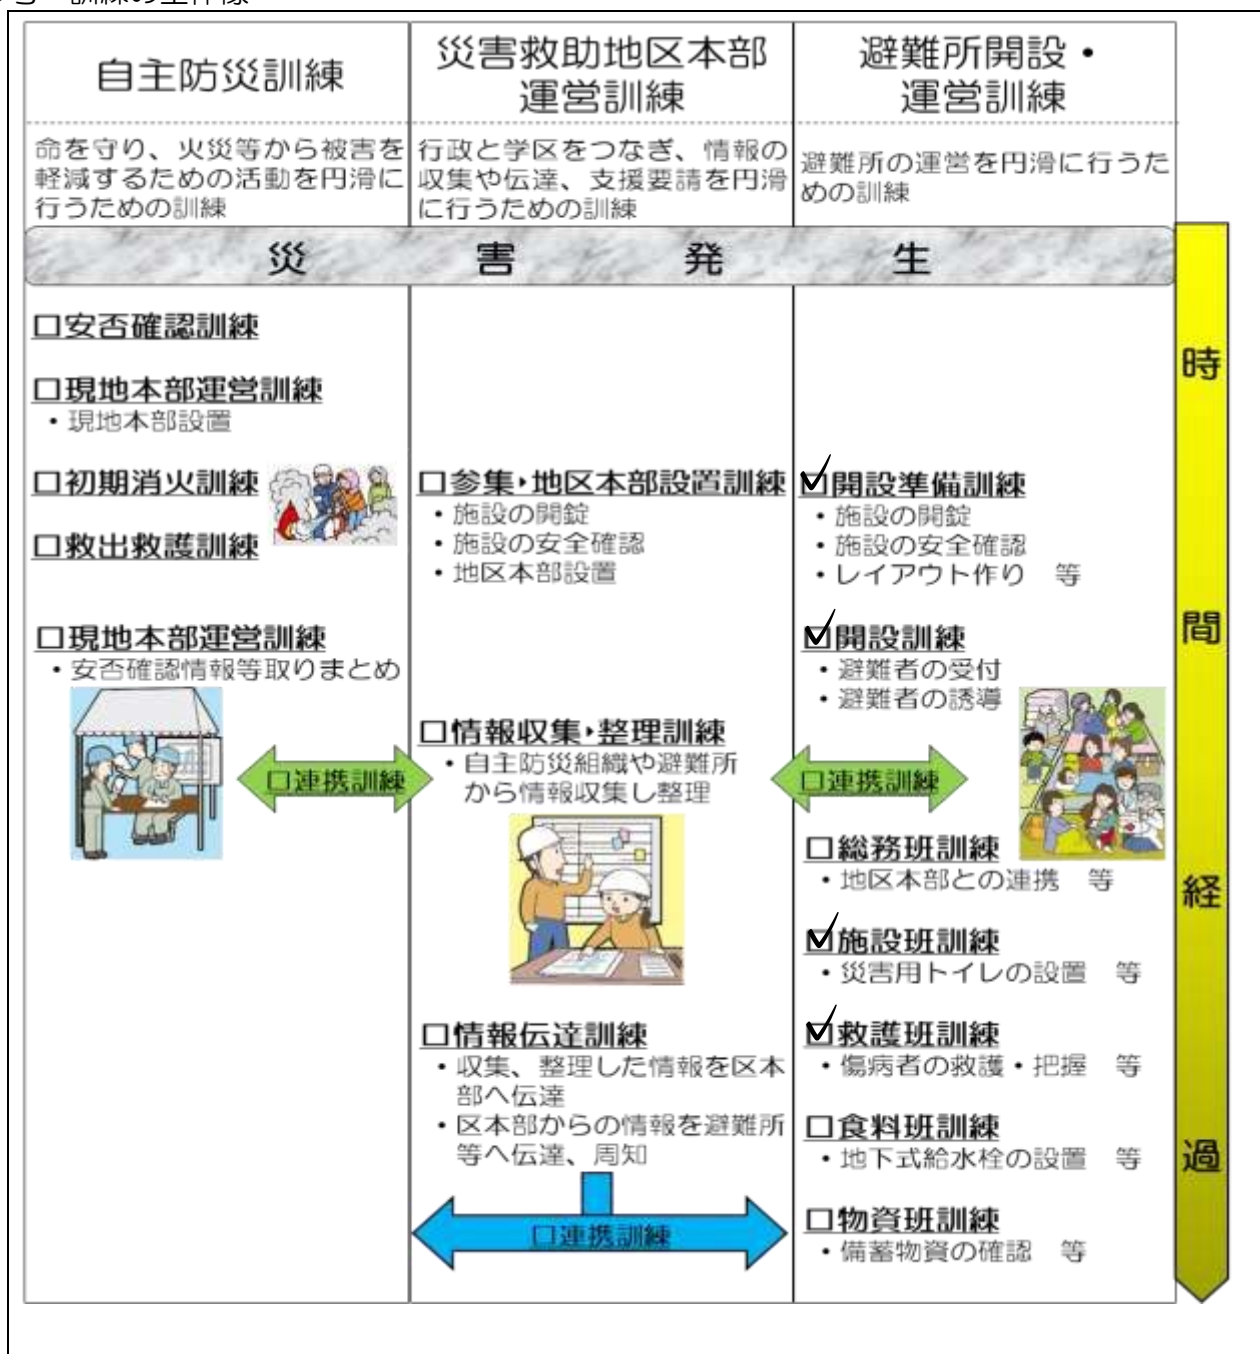 訓練の全体像
自主防災訓練
命を守り、火災等から被害を
軽減するための活動を円滑に
行うための訓練
災害救助地区本部
運営訓練
行政と学区をつなぎ、情報の
収集や伝達、支援要請を円滑
に行うための訓練
避難所開設・
運営訓練
避難所の運営を円滑に行うた
めの訓練
災害発生
□安否確認訓練
□現地本部運営訓練
・現地本部設置
□初期消火訓練
□救出救護訓練
□現地本部運営訓練
・安否確認情報等取りまとめ
□連携訓練
□参集・地区本部設置訓練
・施設の開錠
・施設の安全確認
・地区本部設置
□情報収集・整理訓練
・自主防災組織や避難所
から情報収集し整理
□情報伝達訓練
・収集、整理した情報を区本
部へ伝達
・区本部からの情報を避難所
等へ伝達、周知
□連携訓練
☑開設準備訓練
・施設の開錠
・施設の安全確認
・レイアウト作り 等
☑開設訓練
・避難者の受付
・避難者の誘導
□連携訓練
□総務班訓練
・地区本部との連携 等
☑施設班訓練
・災害用トイレの設置 等
☑救護班訓練
・傷病者の救護・把握 等
□食料班訓練
・地下式給水栓の設置 等
□物資班訓練
・備蓄物資の確認 等
時間経過